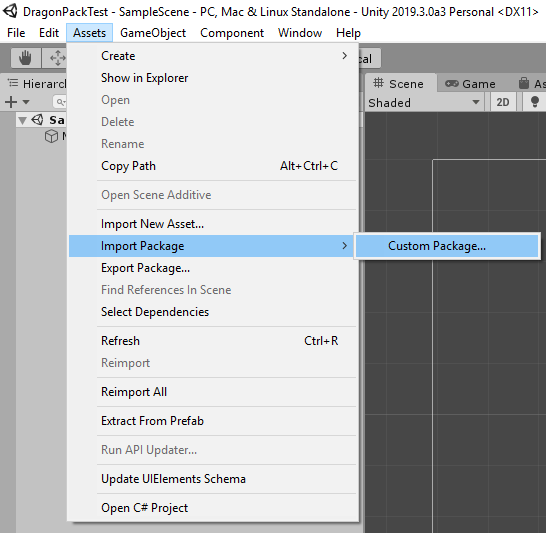 DragonPackTest - SampleScene - PC, Mac & Linux Standalone - Unity 2019.3.0a3 Personal <DX11>
File Edit Assets GameObject Component Window Help
Hierarch
Scene Game As
Shaded 2D
Sa
Create
Show in Explorer
Open
Delete
Rename
Copy Path Alt+Ctrl+C
Open Scene Additive
Import New Asset...
Import Package Custom Package...
Export Package...
Find References In Scene
Select Dependencies
Refresh Ctrl+R
Reimport
Reimport All
Extract From Prefab
Run API Updater...
Update UIElements Schema
Open C# Project